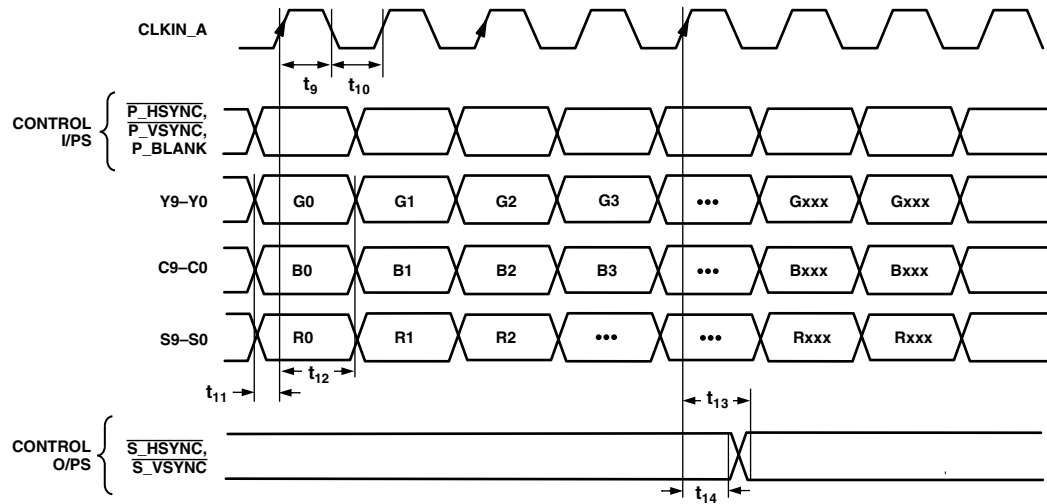 CLKIN_A
t9
t10
CONTROL
I/PS
P_HSYNC,
P_VSYNC,
P_BLANK
Y9–Y0
G0
G1
G2
G3
•••
Gxxx
Gxxx
C9–C0
B0
B1
B2
B3
•••
Bxxx
Bxxx
S9–S0
R0
R1
R2
•••
•••
Rxxx
Rxxx
t12
t11
t13
CONTROL
O/PS
S_HSYNC,
S_VSYNC
t14